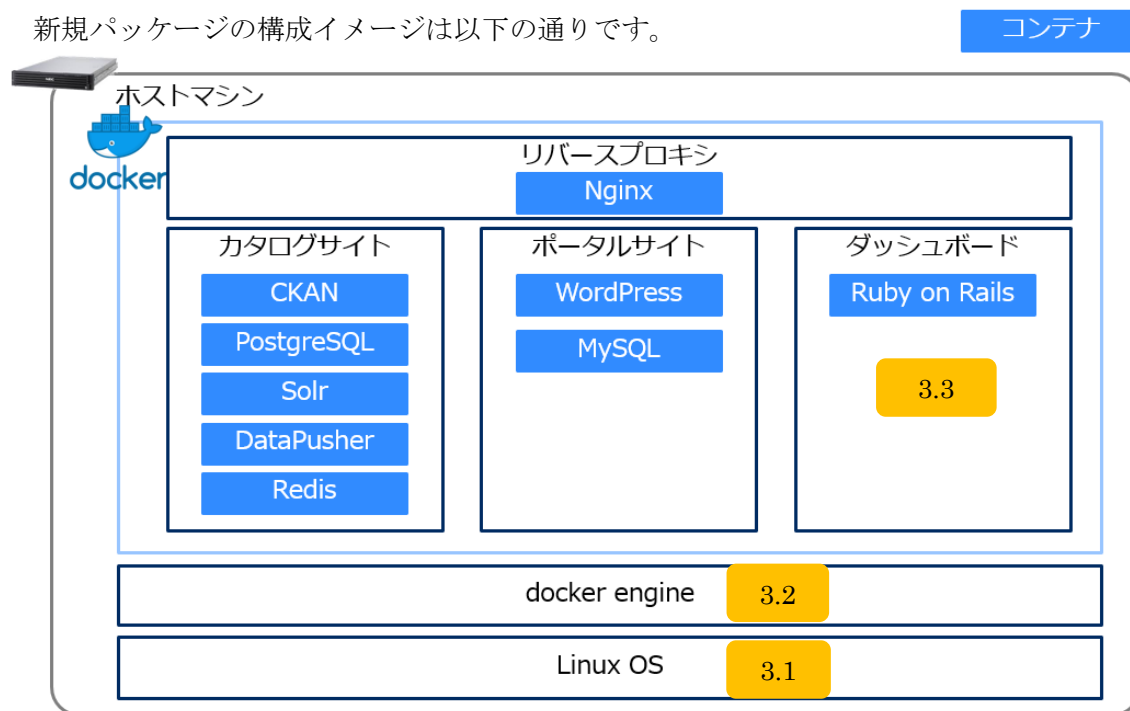 新規パッケージの構成イメージは以下の通りです。
コンテナ
ホストマシン
docker
リバースプロキシ
Nginx
カタログサイト
CKAN
PostgreSQL
Solr
DataPusher
Redis
ポータルサイト
WordPress
MySQL
ダッシュボード
Ruby on Rails
3.3
docker engine
3.2
Linux OS
3.1